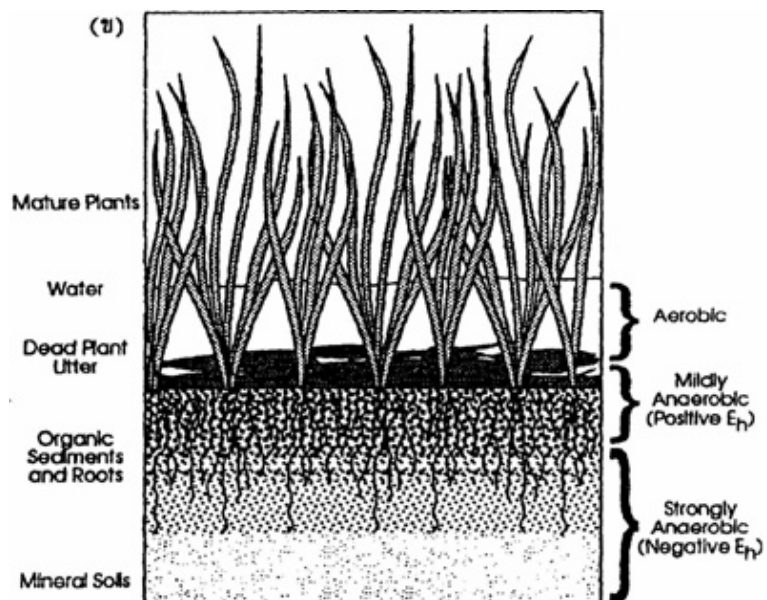 (ข)
Mature Plants
Water
Dead Plant
Litter
Organic
Sediments
and Roots
Mineral Soils
Aerobic
Mildly
Anaerobic
(Positive Eh)
Strongly
Anaerobic
(Negative Eh)